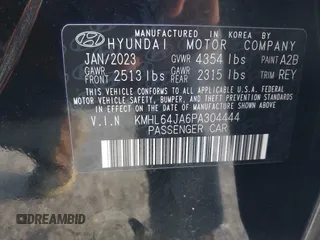 MANUFACTURED IN KOREA BY
HYUNDAI MOTOR COMPANY
JAN/2023 GVWR 4354 lbs PAINT A2B
GAWR 2513 lbs GAWR 2315 lbs TRIM REY
THIS VEHICLE CONFORMS TO ALL APPLICABLE U.S.A. FEDERAL
MOTOR VEHICLE SAFETY, BUMPER, AND THEFT PREVENTION
STANDARDS IN EFFECT ON THE DATE OF MANUFACTURE
SHOWN ABOVE.
V.I.N KMHL64JA6PA304444
PASSENGER CAR
DREAMBID